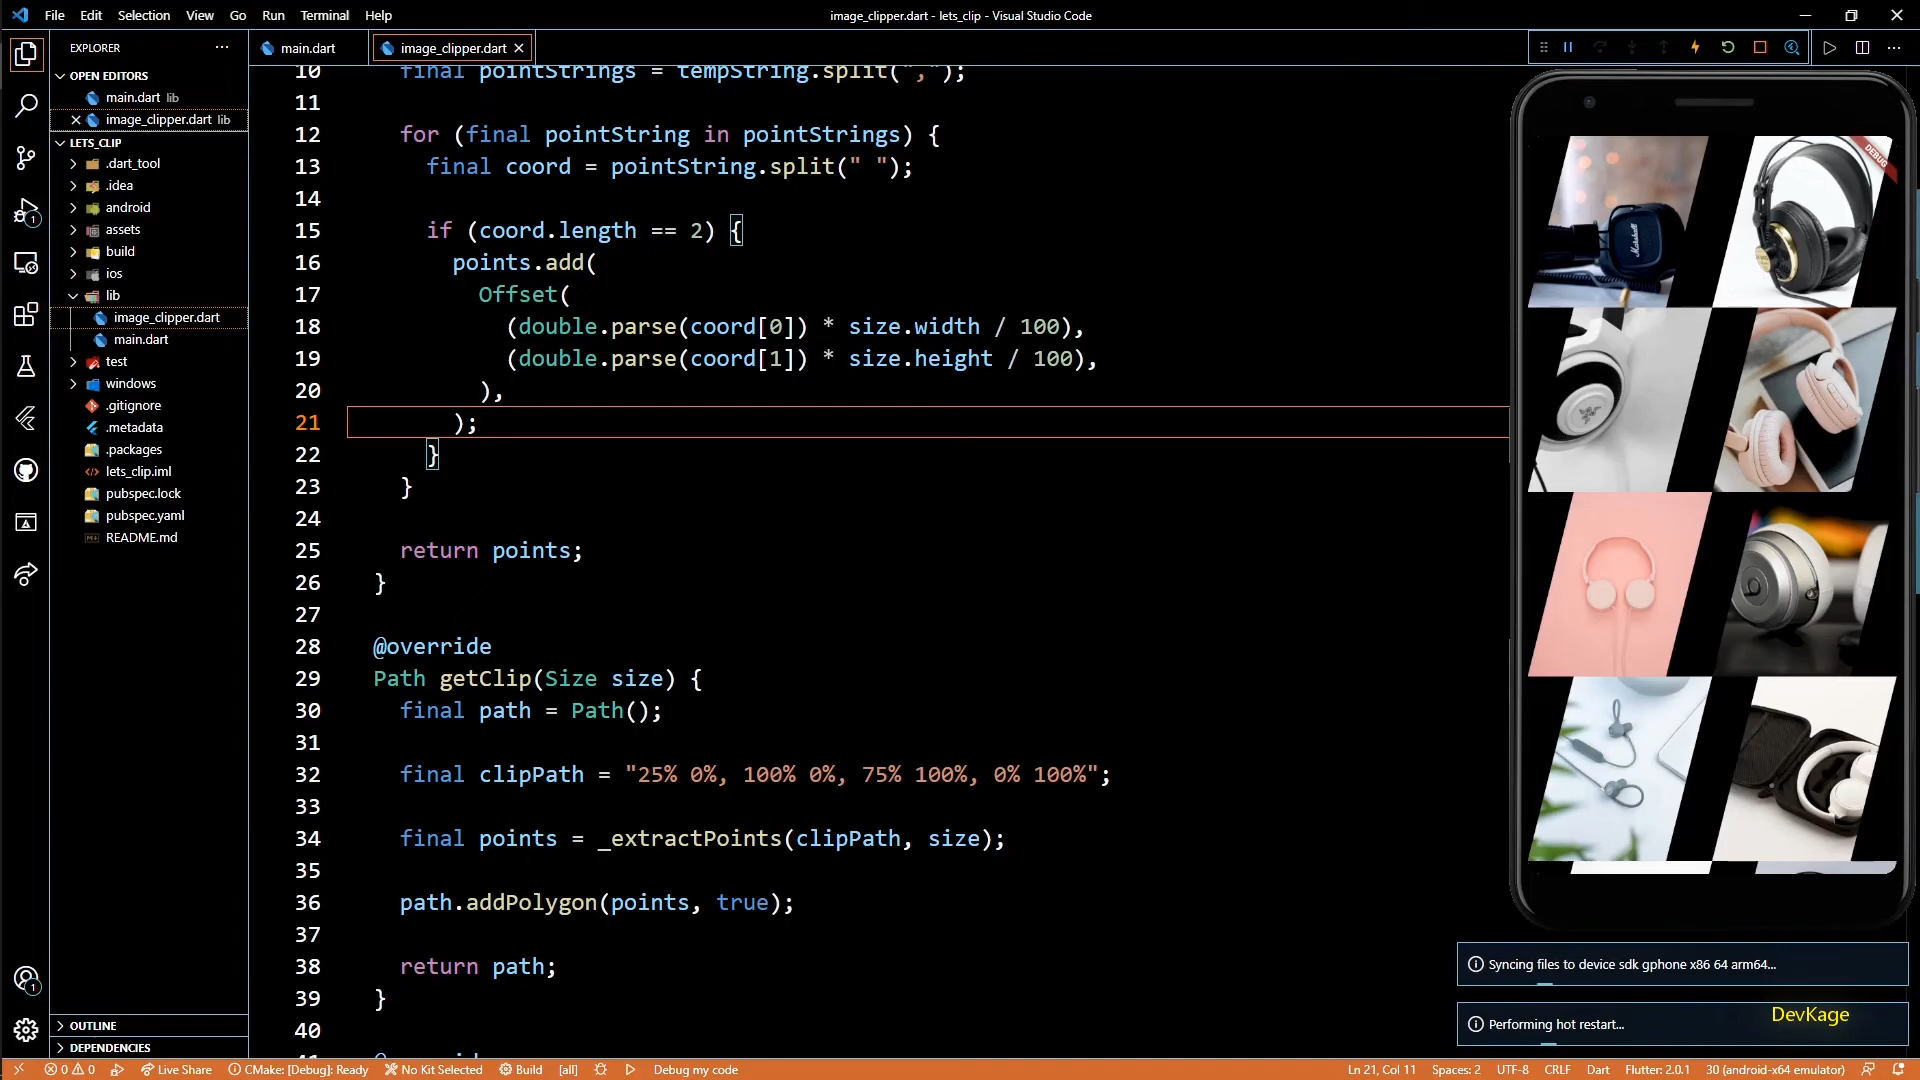 File Edit Selection View Go Run Terminal Help
image_clipper.dart - lets_clip - Visual Studio Code
EXPLORER
main.dart
image_clipper.dart
OPEN EDITORS
main.dart lib
image_clipper.dart lib
LETS_CLIP
.dart_tool
.idea
android
assets
build
ios
lib
image_clipper.dart
main.dart
test
windows
.gitignore
.metadata
.packages
lets_clip.iml
pubspec.lock
pubspec.yaml
README.md
OUTLINE
DEPENDENCIES
10 final pointStrings = tempString.split(",");
11
12 for (final pointString in pointStrings) {
13 final coord = pointString.split(" ");
14
15 if (coord.length == 2) {
16 points.add(
17 Offset(
18 (double.parse(coord[0]) * size.width / 100),
19 (double.parse(coord[1]) * size.height / 100),
20 ),
21 );
22 }
23 }
24
25 return points;
26 }
27
28 @override
29 Path getClip(Size size) {
30 final path = Path();
31
32 final clipPath = "25% 0%, 100% 0%, 75% 100%, 0% 100%";
33
34 final points = _extractPoints(clipPath, size);
35
36 path.addPolygon(points, true);
37
38 return path;
39 }
40
DEBUG
Marshall
Syncing files to device sdk gphone x86 64 arm64...
Performing hot restart...
DevKage
1
1
0 0 Live Share CMake: [Debug]: Ready No Kit Selected Build [all] Debug my code
Ln 21, Col 11 Spaces: 2 UTF-8 CRLF Dart Flutter: 2.0.1 30 (android-x64 emulator)